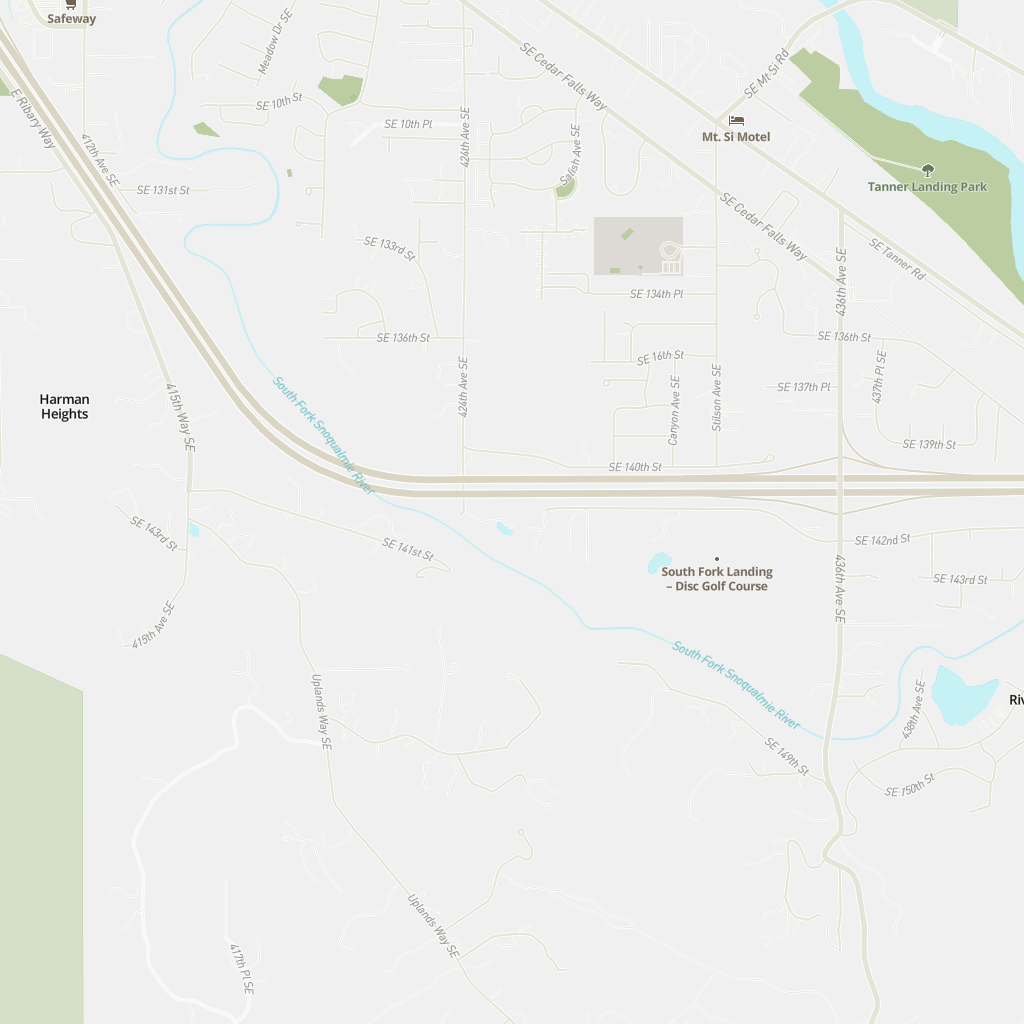 Safeway
Meadow Dr SE
SE Cedar Falls Way
SE Mt Si Rd
E Ribary Way
SE 10th St
SE 10th Pl
424th Ave SE
Mt. Si Motel
412th Ave SE
Salish Ave SE
Tanner Landing Park
SE 131st St
SE Cedar Falls Way
SE 133rd St
SE Tanner Rd
436th Ave SE
SE 134th Pl
SE 136th St
SE 136th St
SE 16th St
437th Pl SE
SE 137th Pl
424th Ave SE
Canyon Ave SE
Stilson Ave SE
Harman
Heights
415th Way SE
South Fork Snoqualmie River
SE 139th St
SE 140th St
SE 143rd St
SE 141st St
SE 142nd St
South Fork Landing
– Disc Golf Course
436th Ave SE
SE 143rd St
415th Ave SE
South Fork Snoqualmie River
Uplands Way SE
438th Ave SE
Riv
SE 149th St
SE 150th St
Uplands Way SE
417th Pl SE